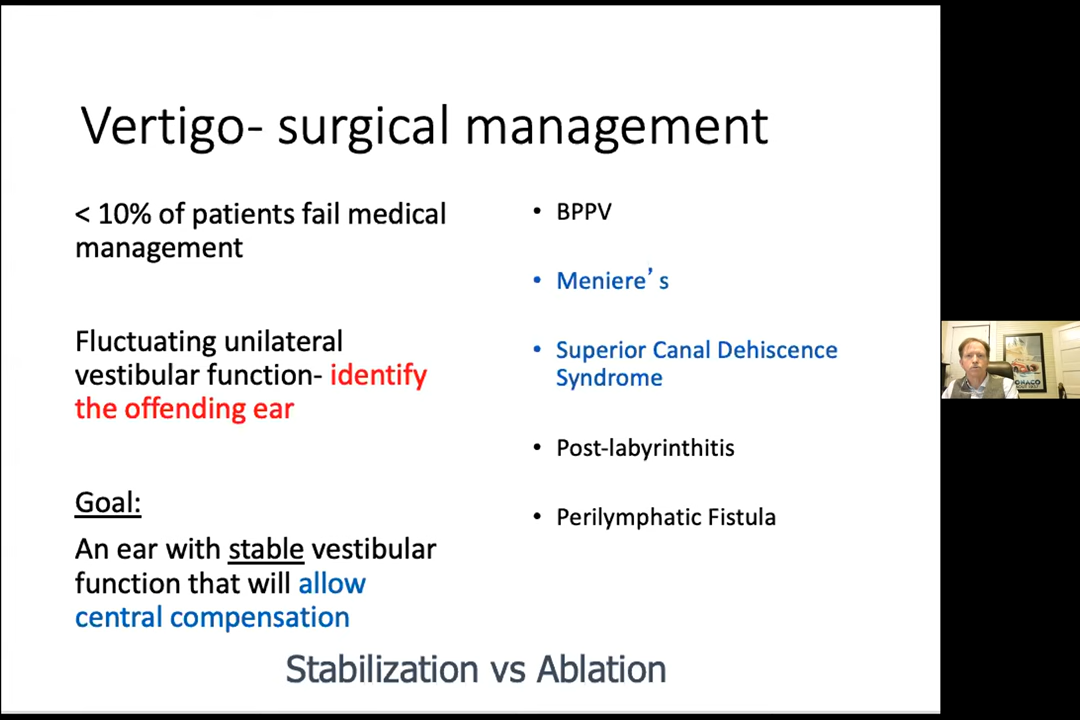 Vertigo- surgical management
< 10% of patients fail medical
management
Fluctuating unilateral
vestibular function- identify
the offending ear
Goal:
An ear with stable vestibular
function that will allow
central compensation
• BPPV
• Meniere’ s
• Superior Canal Dehiscence
Syndrome
• Post-labyrinthitis
• Perilymphatic Fistula
Stabilization vs Ablation